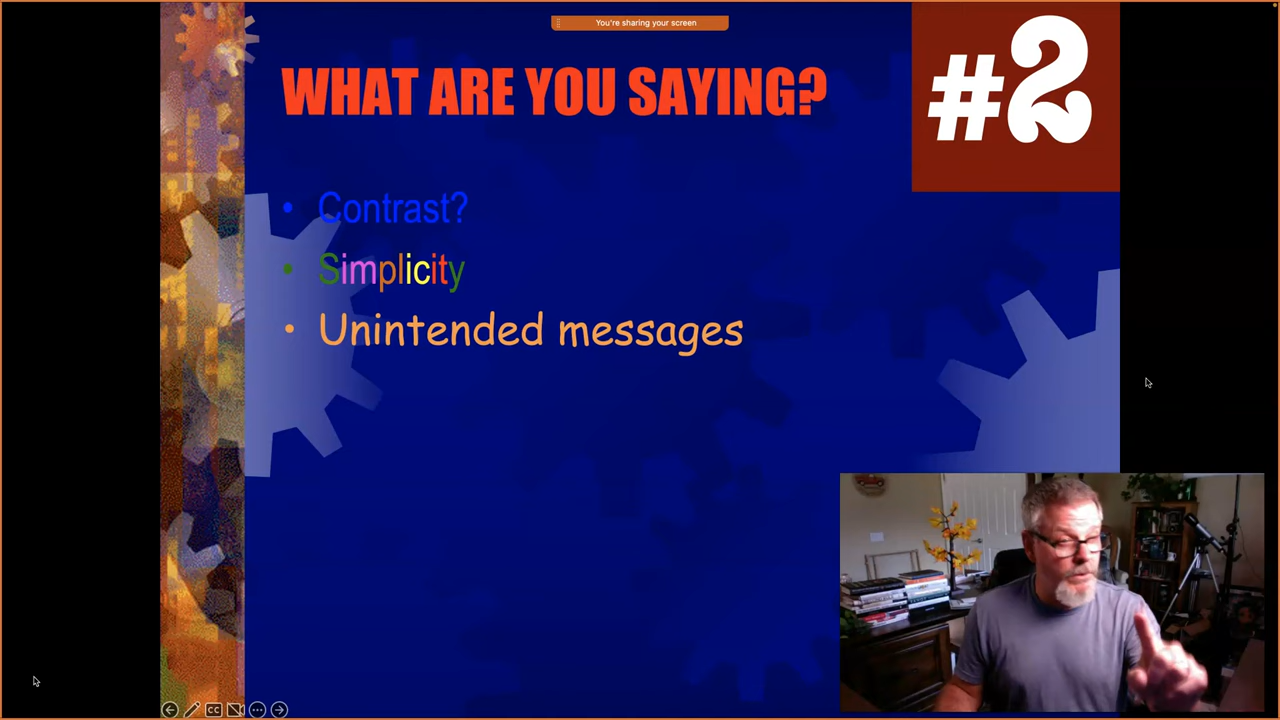 You're sharing your screen
WHAT ARE YOU SAYING?
#2
• Contrast?
• Simplicity
• Unintended messages
CC